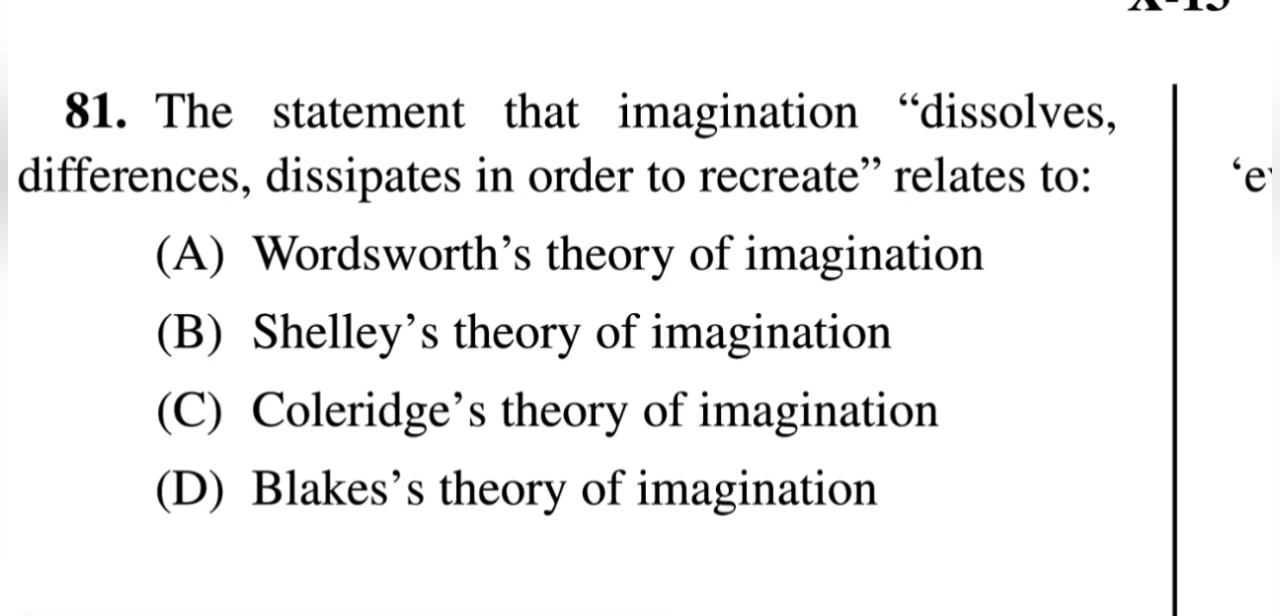 81. The statement that imagination “dissolves,
differences, dissipates in order to recreate” relates to:
(A) Wordsworth’s theory of imagination
(B) Shelley’s theory of imagination
(C) Coleridge’s theory of imagination
(D) Blakes’s theory of imagination